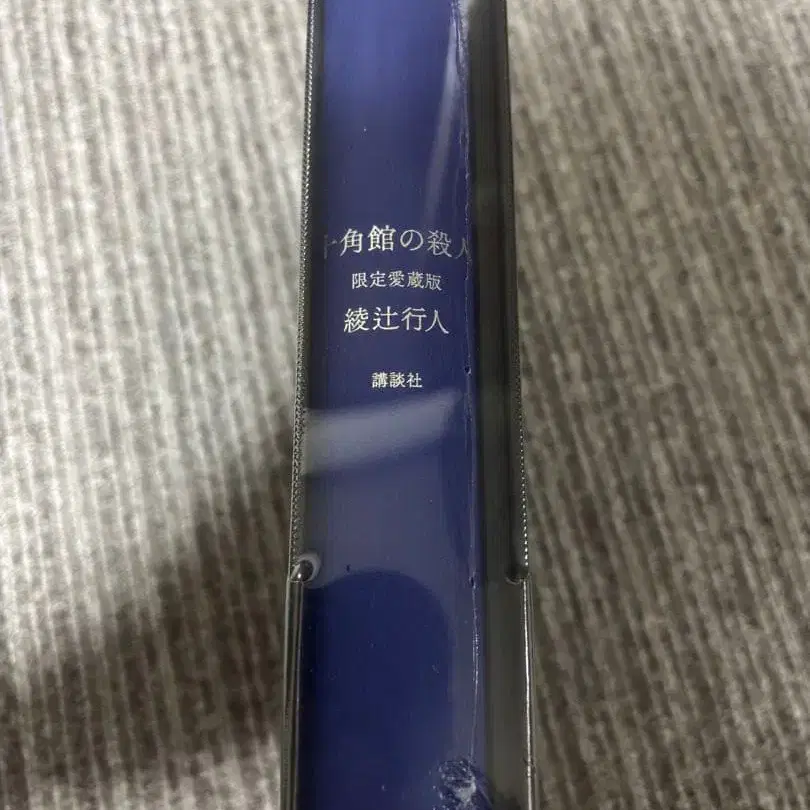 十角館の殺人
限定愛蔵版
綾辻行人
講談社